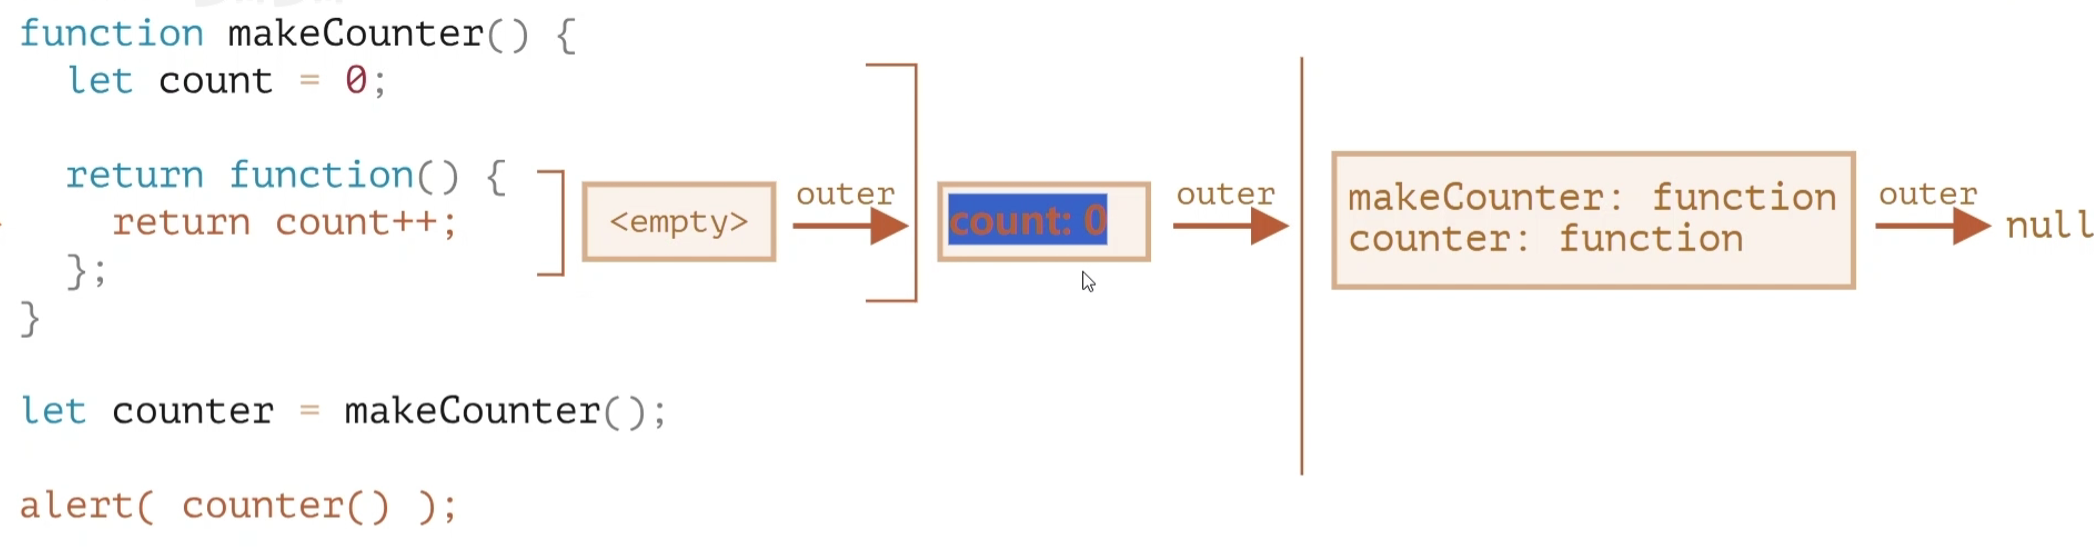 function makeCounter() {
let count = 0;
return function() {
return count++;
};
}
let counter = makeCounter();
alert( counter() );
<empty>
outer
count: 0
outer
makeCounter: function
counter: function
outer
null